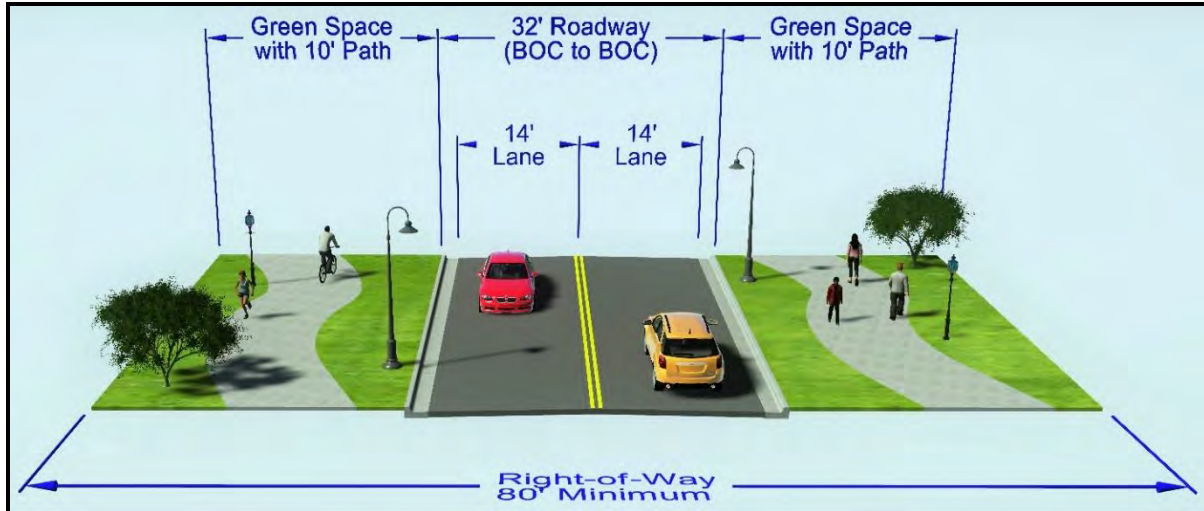 Green Space
with 10' Path
32' Roadway
(BOC to BOC)
Green Space
with 10' Path
14'
Lane
14'
Lane
Right-of-Way
80' Minimum